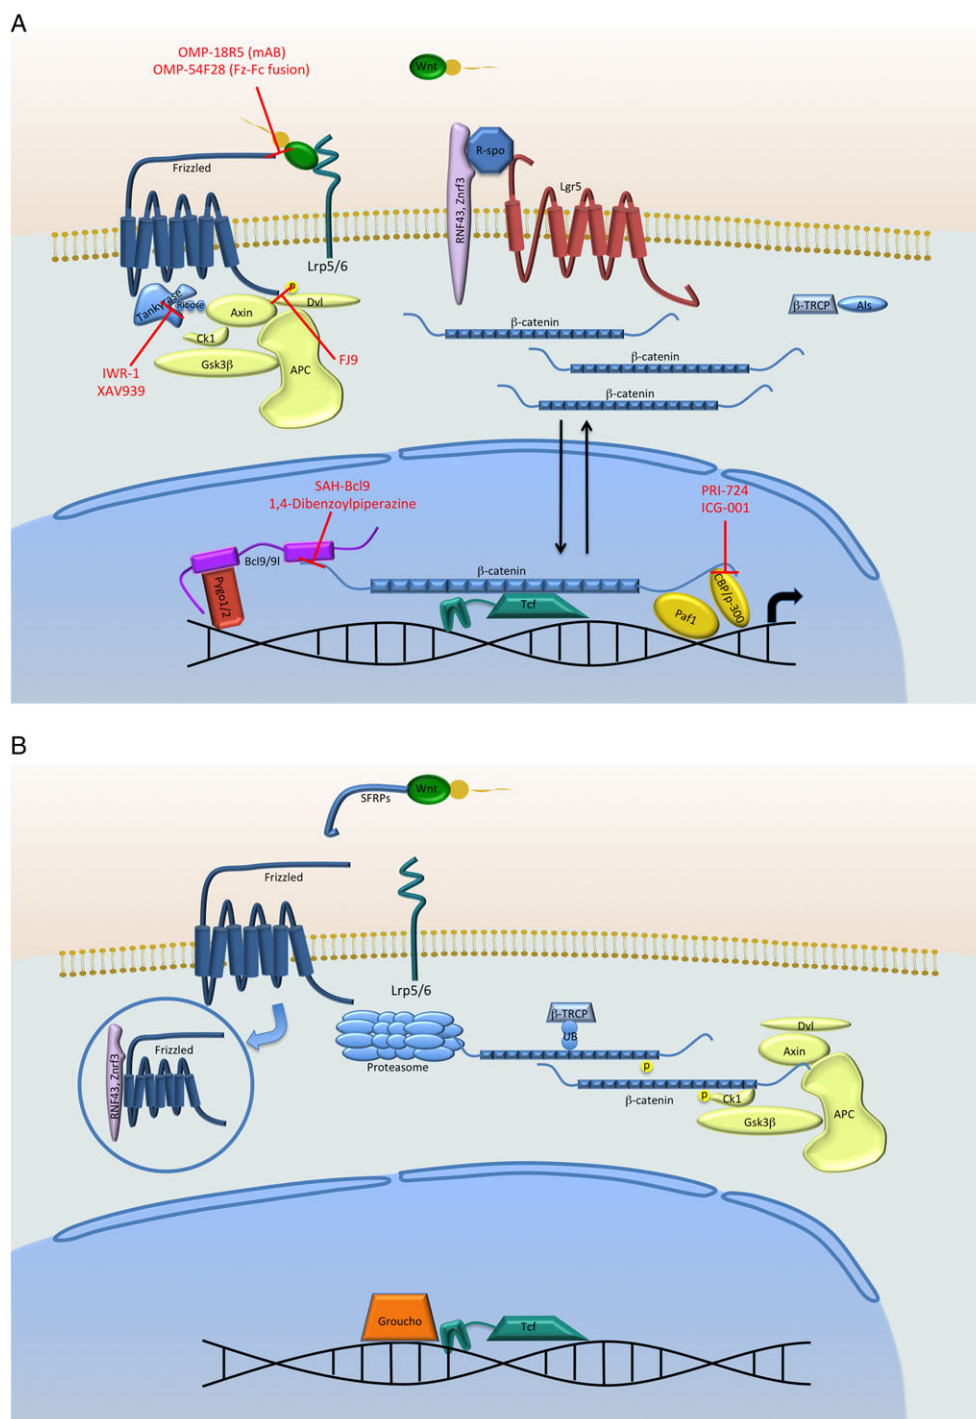 A
OMP-18R5 (mAB)
OMP-54F28 (Fz-Fc fusion)
Wnt
Frizzled
R-spo
Lgr5
RNF43, Znrf3
Lrp5/6
Tankyrase
Ribose
p
Dvl
Axin
β-TRCP
Als
β-catenin
Ck1
β-catenin
Gsk3β
APC
FJ9
IWR-1
XAV939
β-catenin
SAH-Bcl9
1,4-Dibenzoylpiperazine
PRI-724
ICG-001
Bcl9/9l
β-catenin
Pygo1/2
Tcf
Paf1
CBP/p-300
B
SFRPs
Wnt
Frizzled
Lrp5/6
β-TRCP
UB
Dvl
Axin
Proteasome
p
RNF43, Znrf3
Frizzled
β-catenin
p
Ck1
Gsk3β
APC
Groucho
Tcf